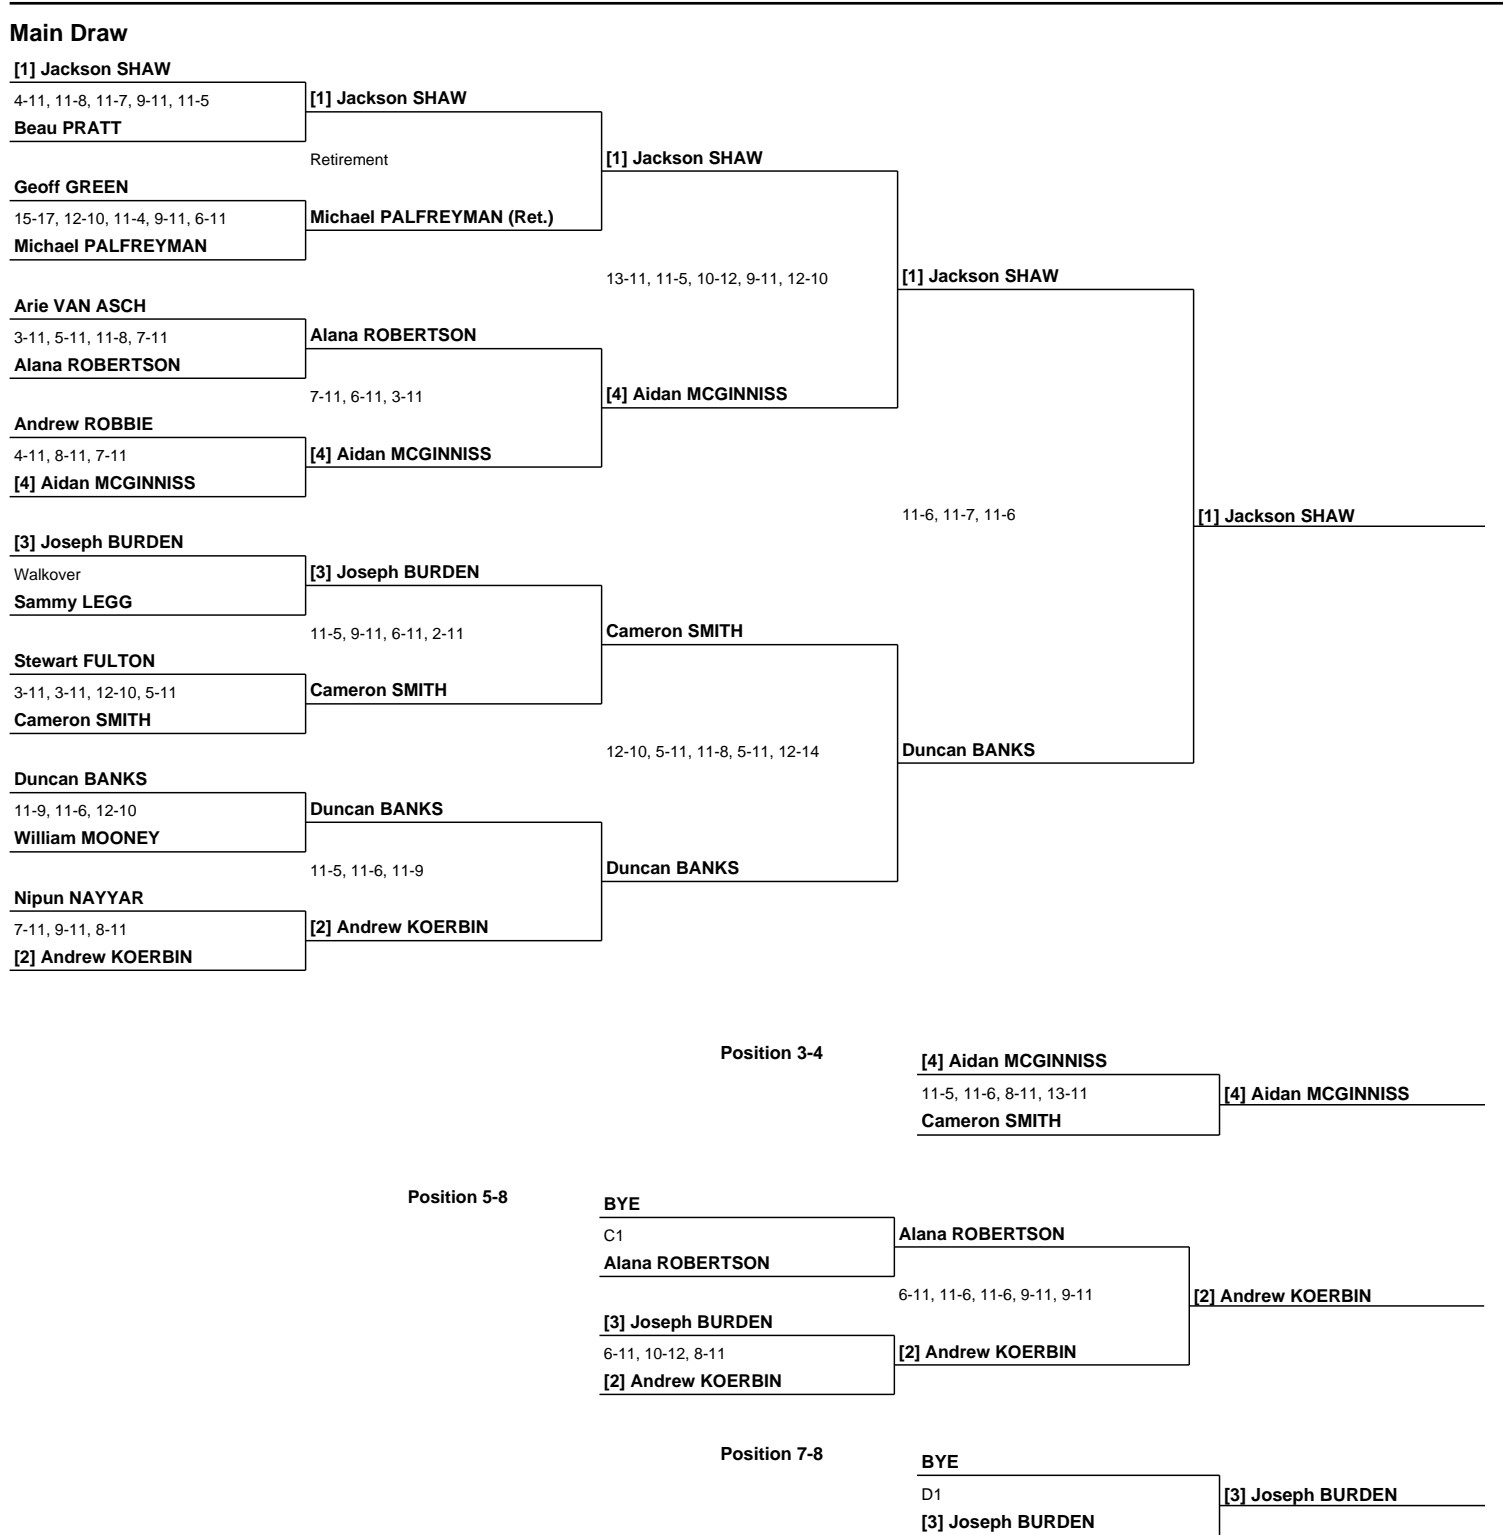 Main Draw
[1] Jackson SHAW
4-11, 11-8, 11-7, 9-11, 11-5
[1] Jackson SHAW
Beau PRATT
Retirement
[1] Jackson SHAW
Geoff GREEN
15-17, 12-10, 11-4, 9-11, 6-11
Michael PALFREYMAN (Ret.)
Michael PALFREYMAN
13-11, 11-5, 10-12, 9-11, 12-10
[1] Jackson SHAW
Arie VAN ASCH
3-11, 5-11, 11-8, 7-11
Alana ROBERTSON
Alana ROBERTSON
7-11, 6-11, 3-11
[4] Aidan MCGINNISS
Andrew ROBBIE
4-11, 8-11, 7-11
[4] Aidan MCGINNISS
[4] Aidan MCGINNISS
11-6, 11-7, 11-6
[1] Jackson SHAW
[3] Joseph BURDEN
Walkover
[3] Joseph BURDEN
Sammy LEGG
11-5, 9-11, 6-11, 2-11
Cameron SMITH
Stewart FULTON
3-11, 3-11, 12-10, 5-11
Cameron SMITH
Cameron SMITH
12-10, 5-11, 11-8, 5-11, 12-14
Duncan BANKS
Duncan BANKS
11-9, 11-6, 12-10
Duncan BANKS
William MOONEY
11-5, 11-6, 11-9
Duncan BANKS
Nipun NAYYAR
7-11, 9-11, 8-11
[2] Andrew KOERBIN
[2] Andrew KOERBIN
Position 3-4
[4] Aidan MCGINNISS
11-5, 11-6, 8-11, 13-11
[4] Aidan MCGINNISS
Cameron SMITH
Position 5-8
BYE
C1
Alana ROBERTSON
Alana ROBERTSON
6-11, 11-6, 11-6, 9-11, 9-11
[2] Andrew KOERBIN
[3] Joseph BURDEN
6-11, 10-12, 8-11
[2] Andrew KOERBIN
[2] Andrew KOERBIN
Position 7-8
BYE
D1
[3] Joseph BURDEN
[3] Joseph BURDEN